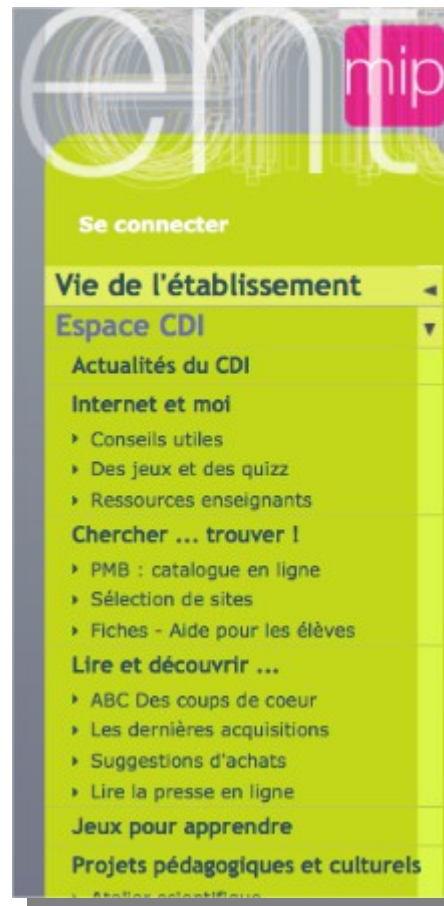 ent
mip
Se connecter
Vie de l'établissement
Espace CDI
Actualités du CDI
Internet et moi
Conseils utiles
Des jeux et des quizz
Ressources enseignants
Chercher ... trouver !
PMB : catalogue en ligne
Sélection de sites
Fiches - Aide pour les élèves
Lire et découvrir ...
ABC Des coups de coeur
Les dernières acquisitions
Suggestions d'achats
Lire la presse en ligne
Jeux pour apprendre
Projets pédagogiques et culturels